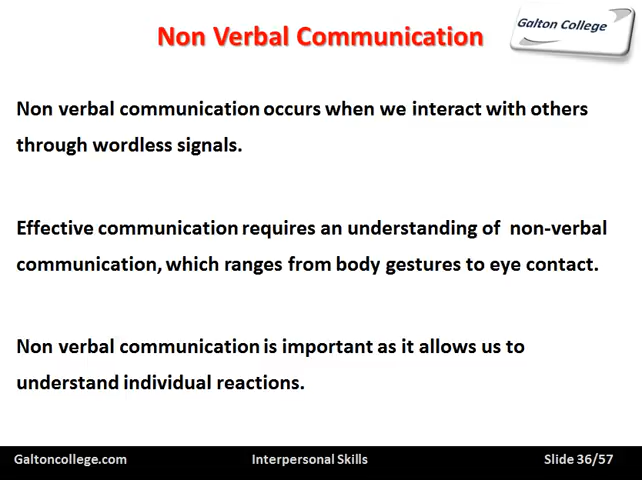 Non Verbal Communication
Galton College
Non verbal communication occurs when we interact with others
through wordless signals.
Effective communication requires an understanding of non-verbal
communication, which ranges from body gestures to eye contact.
Non verbal communication is important as it allows us to
understand individual reactions.
Galtoncollege.com
Interpersonal Skills
Slide 36/57